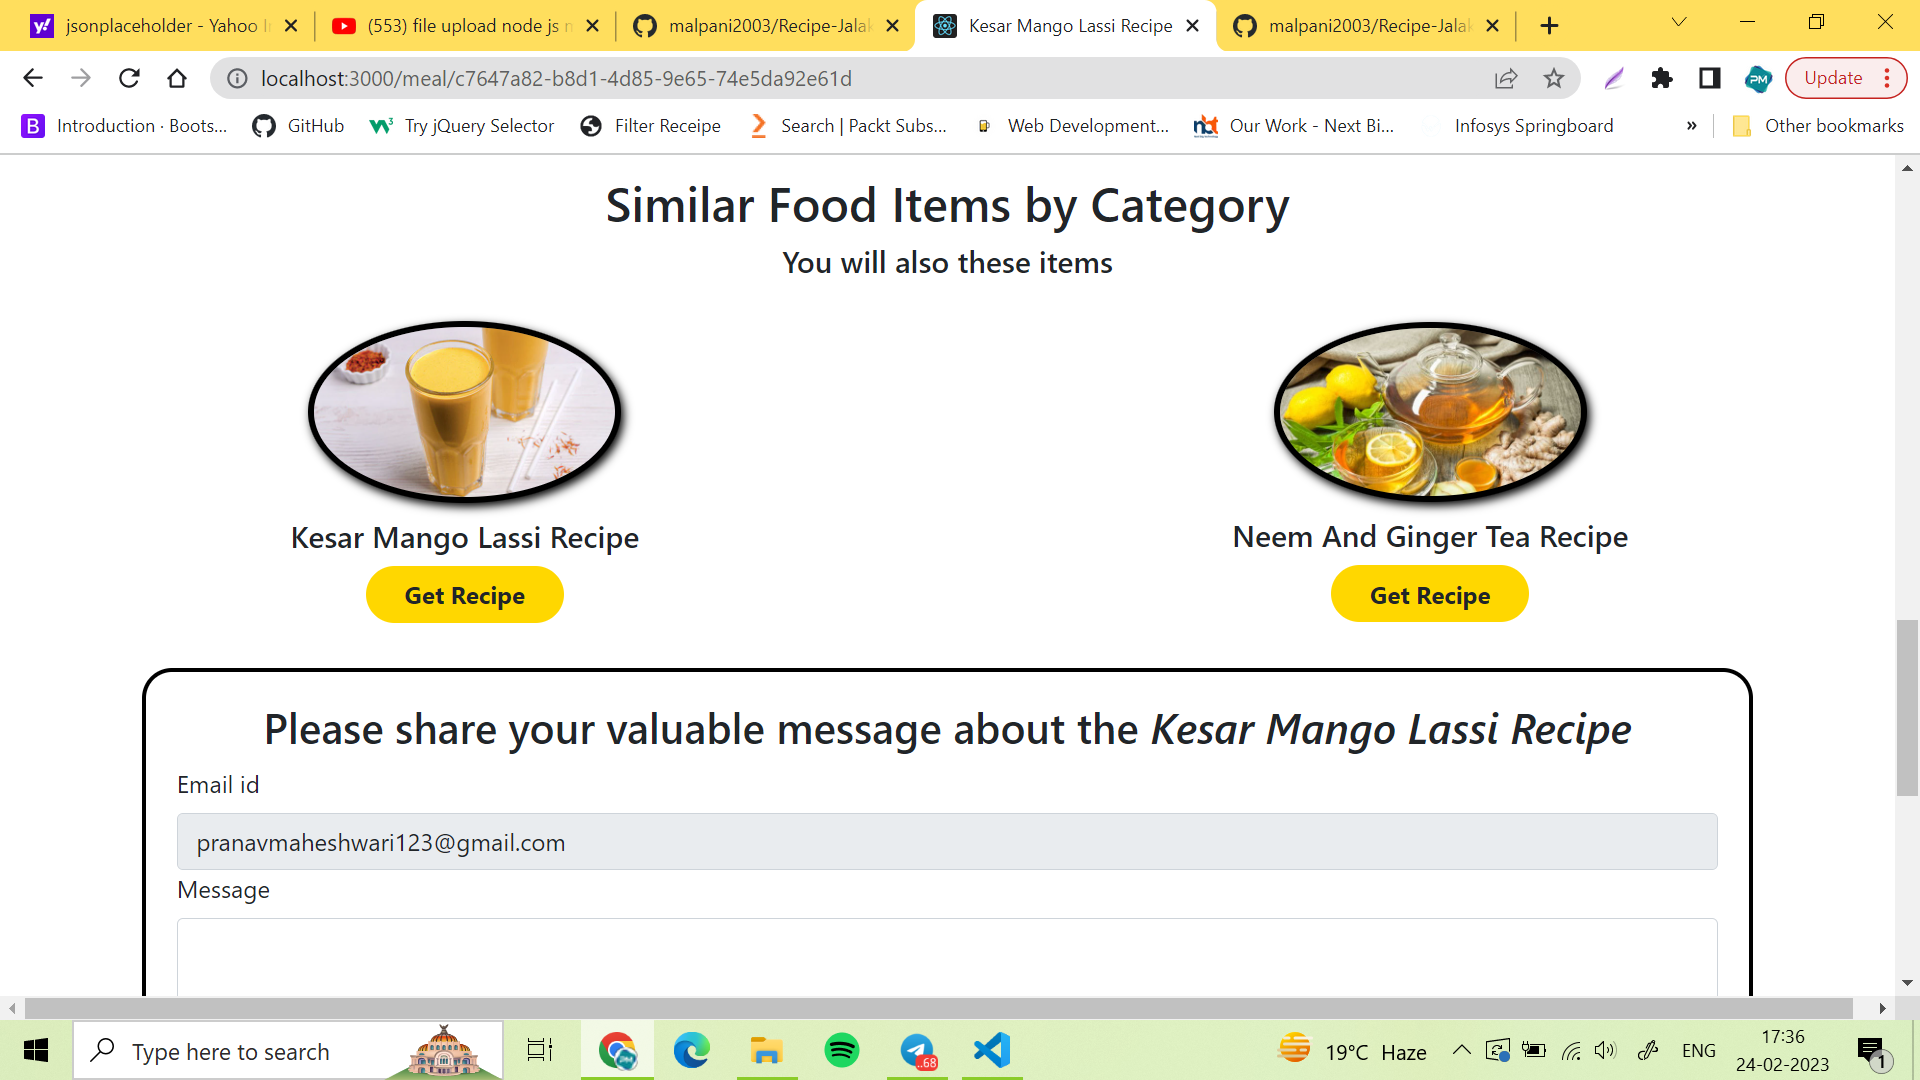 jsonplaceholder - Yahoo I
(553) file upload node js m
malpani2003/Recipe-Jalak
Kesar Mango Lassi Recipe
malpani2003/Recipe-Jalak
localhost:3000/meal/c7647a82-b8d1-4d85-9e65-74e5da92e61d
PM
Update
B Introduction · Boots...
GitHub
Try jQuery Selector
Filter Receipe
Search | Packt Subs...
Web Development...
Our Work - Next Bi...
Infosys Springboard
»
Other bookmarks
Similar Food Items by Category
You will also these items
Kesar Mango Lassi Recipe
Neem And Ginger Tea Recipe
Get Recipe
Get Recipe
Please share your valuable message about the Kesar Mango Lassi Recipe
Email id
pranavmaheshwari123@gmail.com
Message
Type here to search
..68
19°C Haze
ENG
17:36
24-02-2023
1